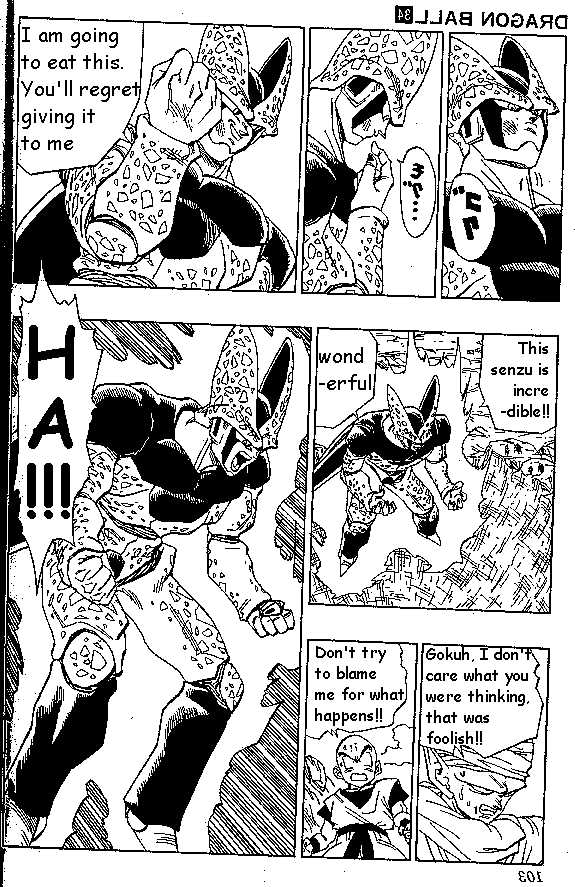 DRAGON BALL 34
I am going
to eat this.
You'll regret
giving it
to me
HA!!!
wond
-erful
This
senzu is
incre
-dible!!
Don't try
to blame
me for what
happens!!
Gokuh, I don't
care what you
were thinking,
that was
foolish!!
103